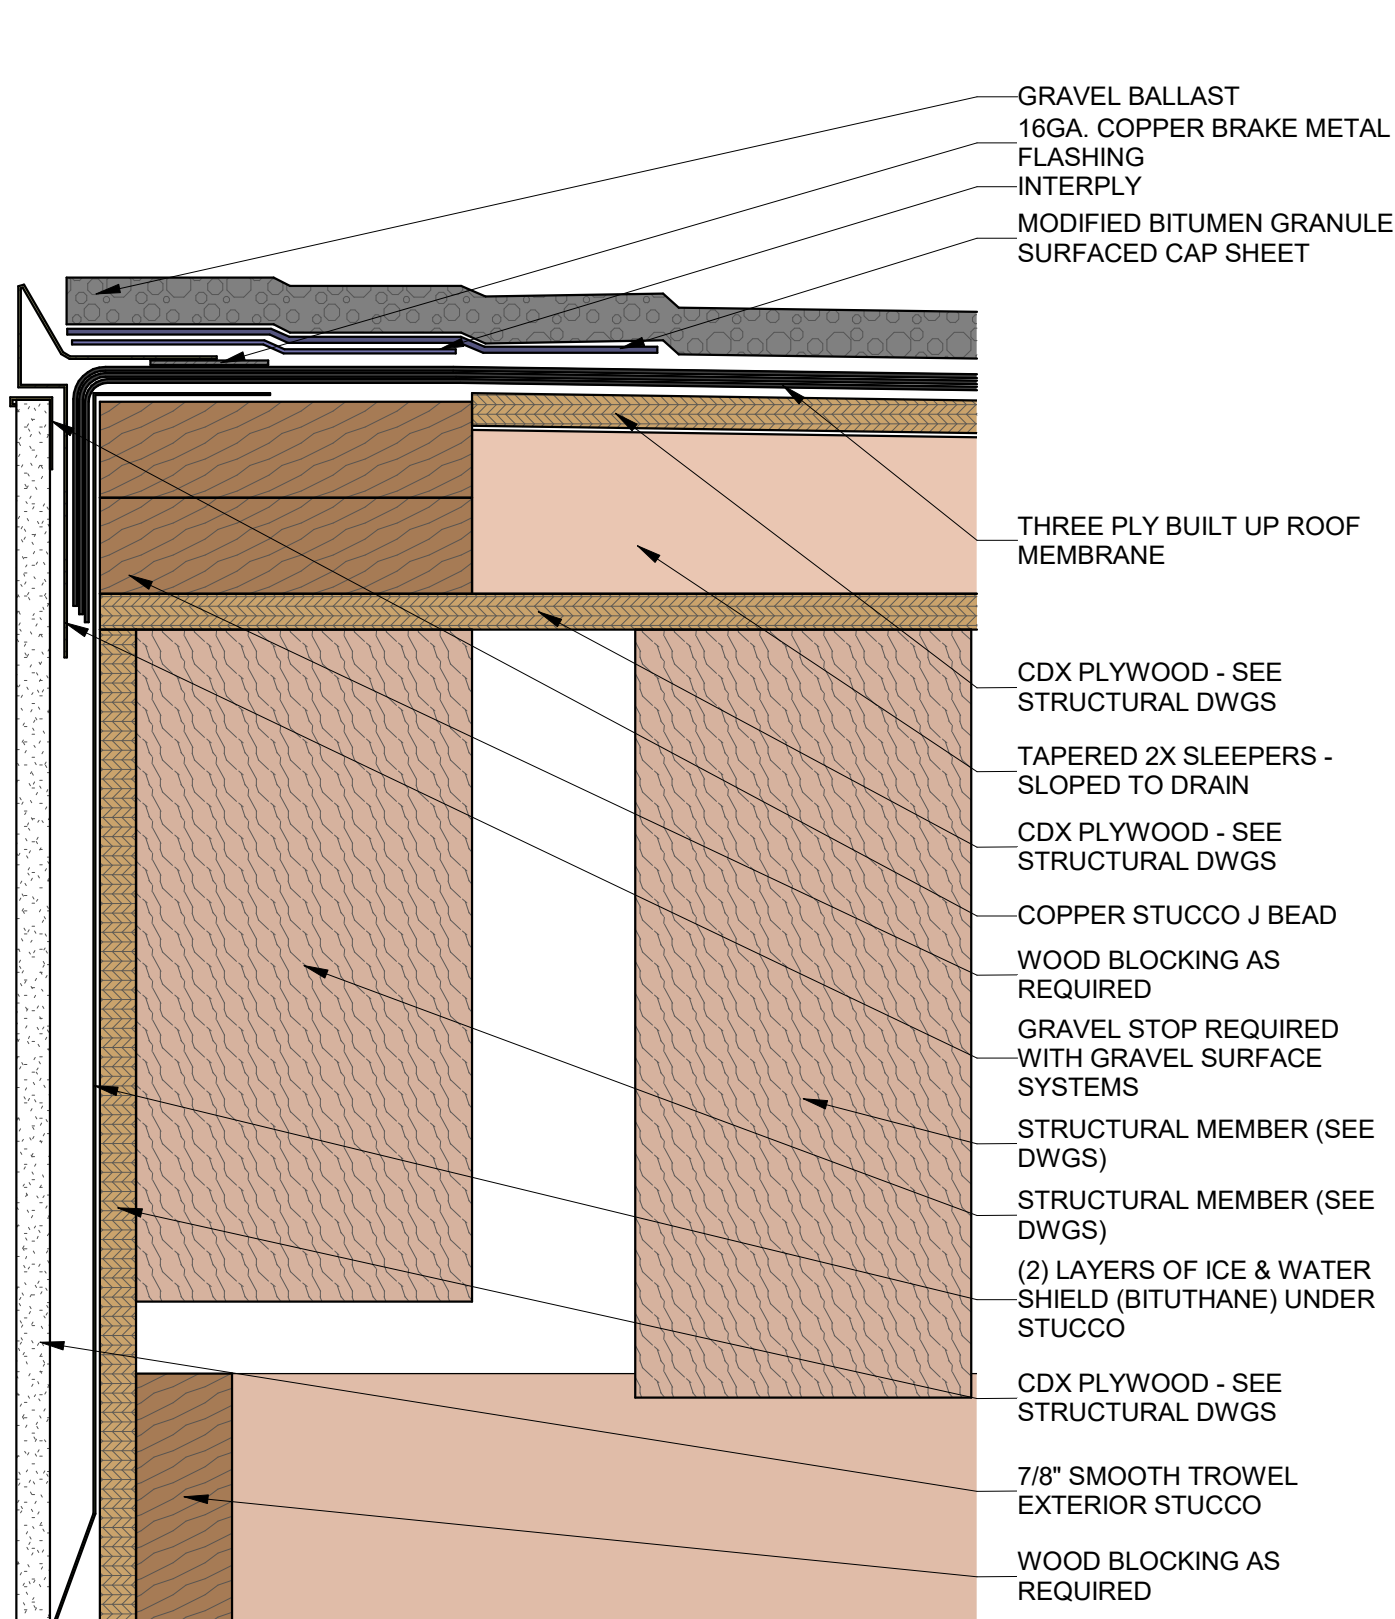 GRAVEL BALLAST
16GA. COPPER BRAKE METAL
FLASHING
INTERPLY
MODIFIED BITUMEN GRANULE
SURFACED CAP SHEET
THREE PLY BUILT UP ROOF
MEMBRANE
CDX PLYWOOD - SEE
STRUCTURAL DWGS
TAPERED 2X SLEEPERS -
SLOPED TO DRAIN
CDX PLYWOOD - SEE
STRUCTURAL DWGS
COPPER STUCCO J BEAD
WOOD BLOCKING AS
REQUIRED
GRAVEL STOP REQUIRED
WITH GRAVEL SURFACE
SYSTEMS
STRUCTURAL MEMBER (SEE
DWGS)
STRUCTURAL MEMBER (SEE
DWGS)
(2) LAYERS OF ICE & WATER
SHIELD (BITUTHANE) UNDER
STUCCO
CDX PLYWOOD - SEE
STRUCTURAL DWGS
7/8" SMOOTH TROWEL
EXTERIOR STUCCO
WOOD BLOCKING AS
REQUIRED